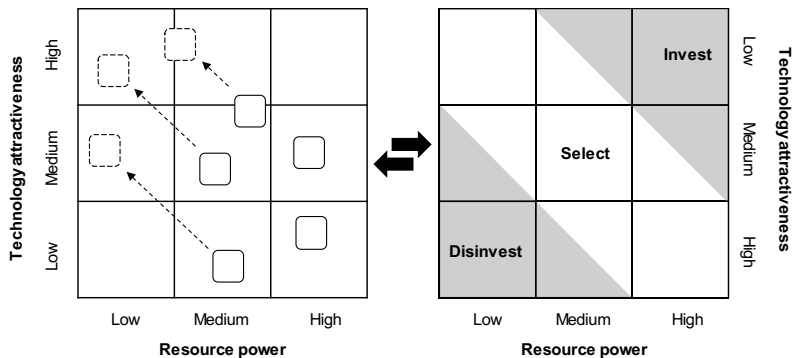 Technology attractiveness
High
Medium
Low
Low
Medium
High
Resource power
Invest
Select
Disinvest
Low
Medium
High
Technology attractiveness
Low
Medium
High
Resource power